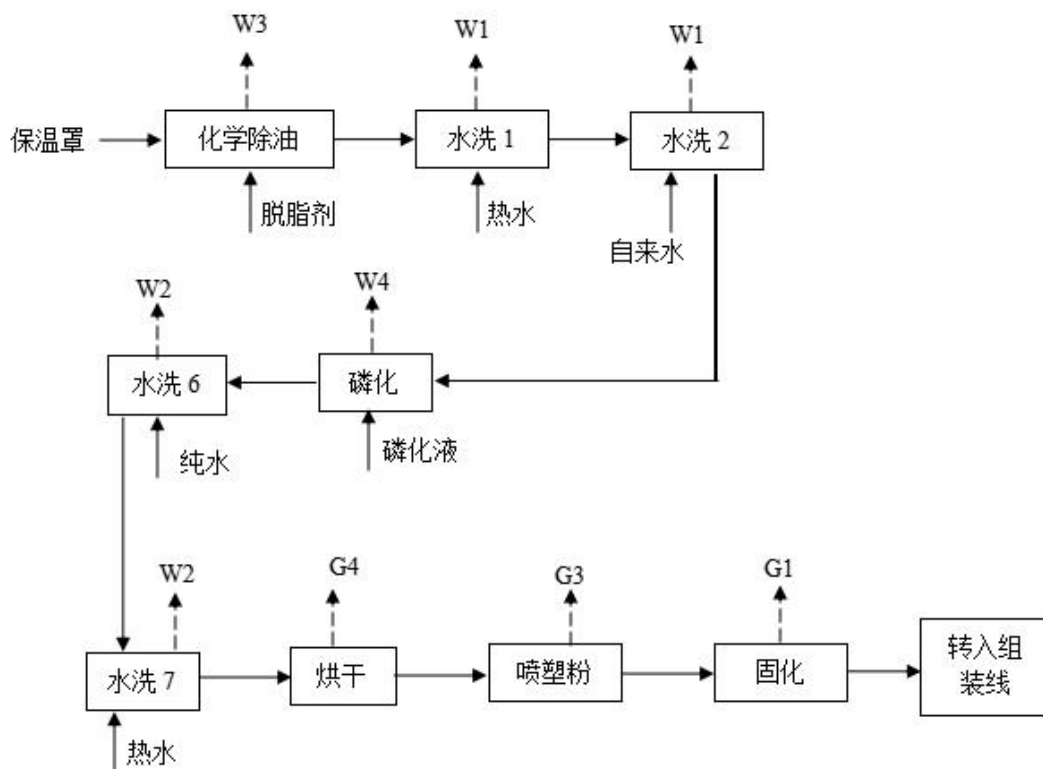 W3
W1
W1
保温罩
化学除油
水洗 1
水洗 2
脱脂剂
热水
自来水
W2
W4
水洗 6
磷化
纯水
磷化液
W2
G4
G3
G1
水洗 7
烘干
喷塑粉
固化
转入组
装线
热水